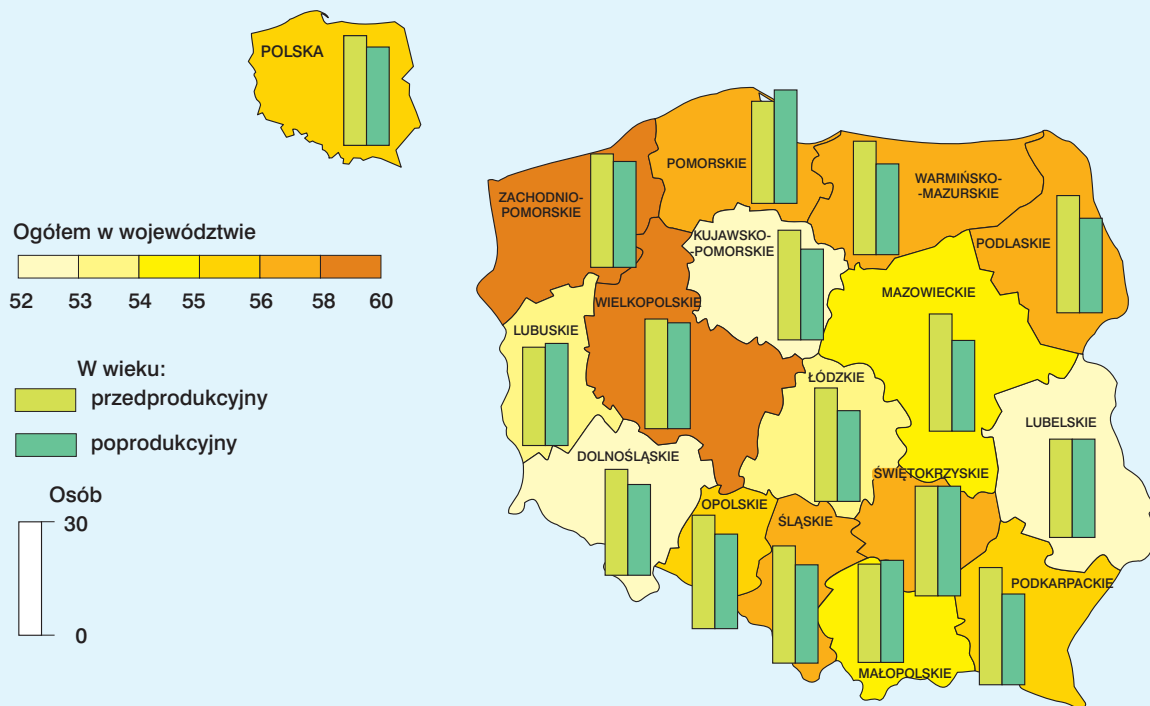 POLSKA
Ogółem w województwie
52 53 54 55 56 58 60
W wieku:
przedprodukcyjny
poprodukcyjny
Osób
30
0
POMORSKIE
ZACHODNIO-
POMORSKIE
WARMIŃSKO-
-MAZURSKIE
KUJAWSKO-
-POMORSKIE
PODLASKIE
MAZOWIECKIE
WIELKOPOLSKIE
LUBUSKIE
ŁÓDZKIE
LUBELSKIE
DOLNOŚLĄSKIE
ŚWIĘTOKRZYSKIE
OPOLSKIE
ŚLĄSKIE
PODKARPACKIE
MAŁOPOLSKIE